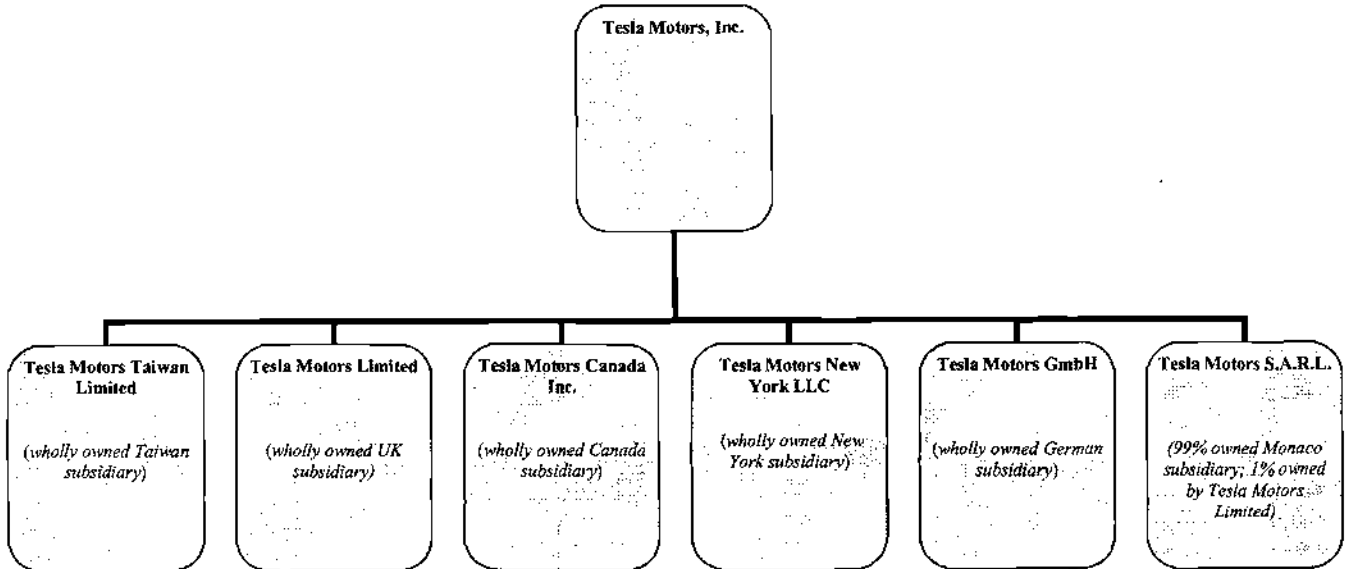 Tesla Motors, Inc.
Tesla Motors Taiwan
Limited
(wholly owned Taiwan
subsidiary)
Tesla Motors Limited
(wholly owned UK
subsidiary)
Tesla Motors Canada
Inc.
(wholly owned Canada
subsidiary)
Tesla Motors New
York LLC
(wholly owned New
York subsidiary)
Tesla Motors GmbH
(wholly owned German
subsidiary)
Tesla Motors S.A.R.L.
(99% owned Monaco
subsidiary; 1% owned
by Tesla Motors
Limited)